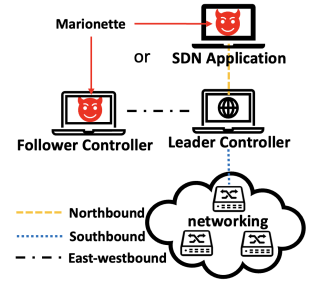 Marionette
or
SDN Application
Follower Controller
Leader Controller
networking
Northbound
Southbound
East-westbound